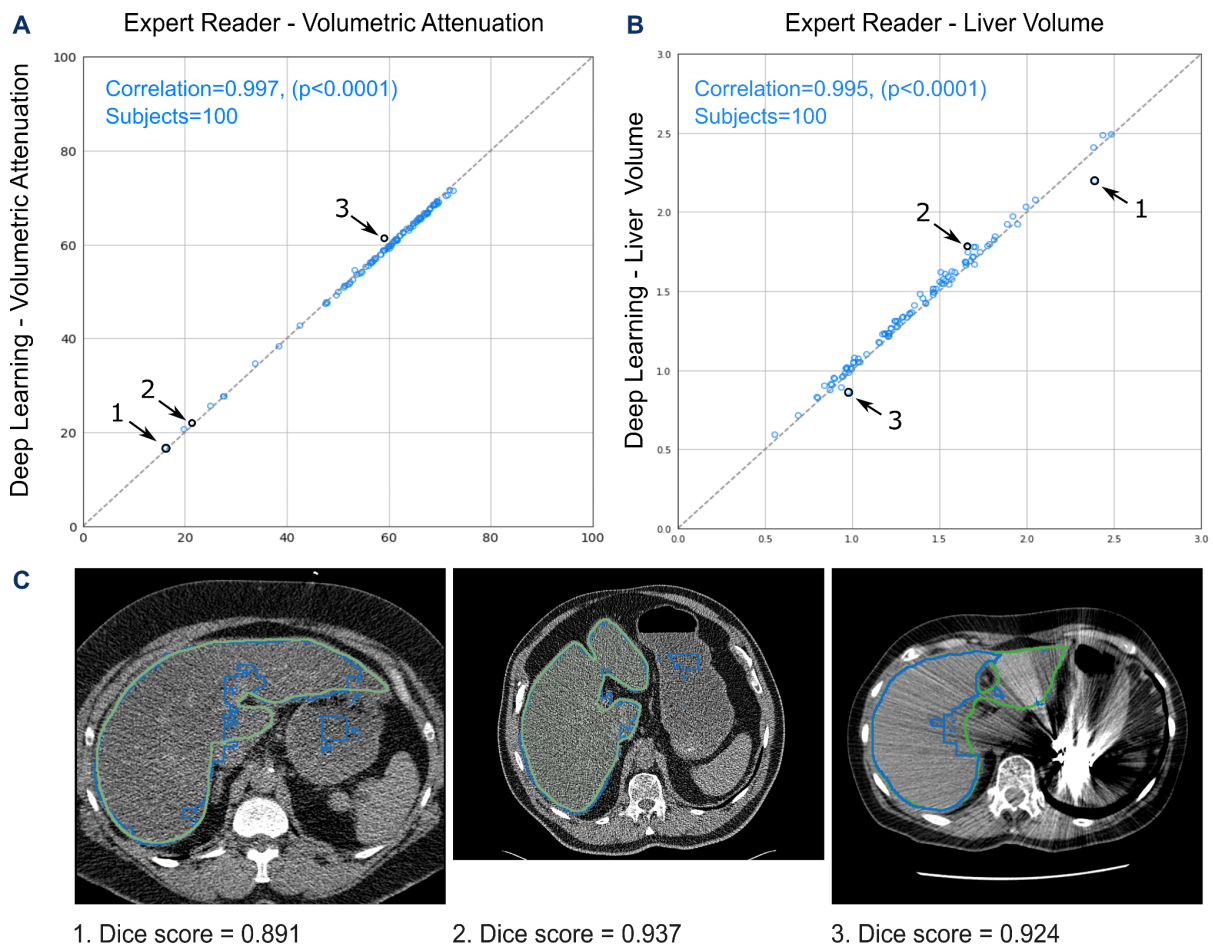 A Expert Reader - Volumetric Attenuation
Deep Learning - Volumetric Attenuation
Correlation=0.997, (p<0.0001)
Subjects=100
100
80
60
40
20
0
0 20 40 60 80 100
3
2
1
B Expert Reader - Liver Volume
Deep Learning - Liver Volume
Correlation=0.995, (p<0.0001)
Subjects=100
3.0
2.5
2.0
1.5
1.0
0.5
0.0
0.0 0.5 1.0 1.5 2.0 2.5 3.0
2
1
3
C
1. Dice score = 0.891
2. Dice score = 0.937
3. Dice score = 0.924